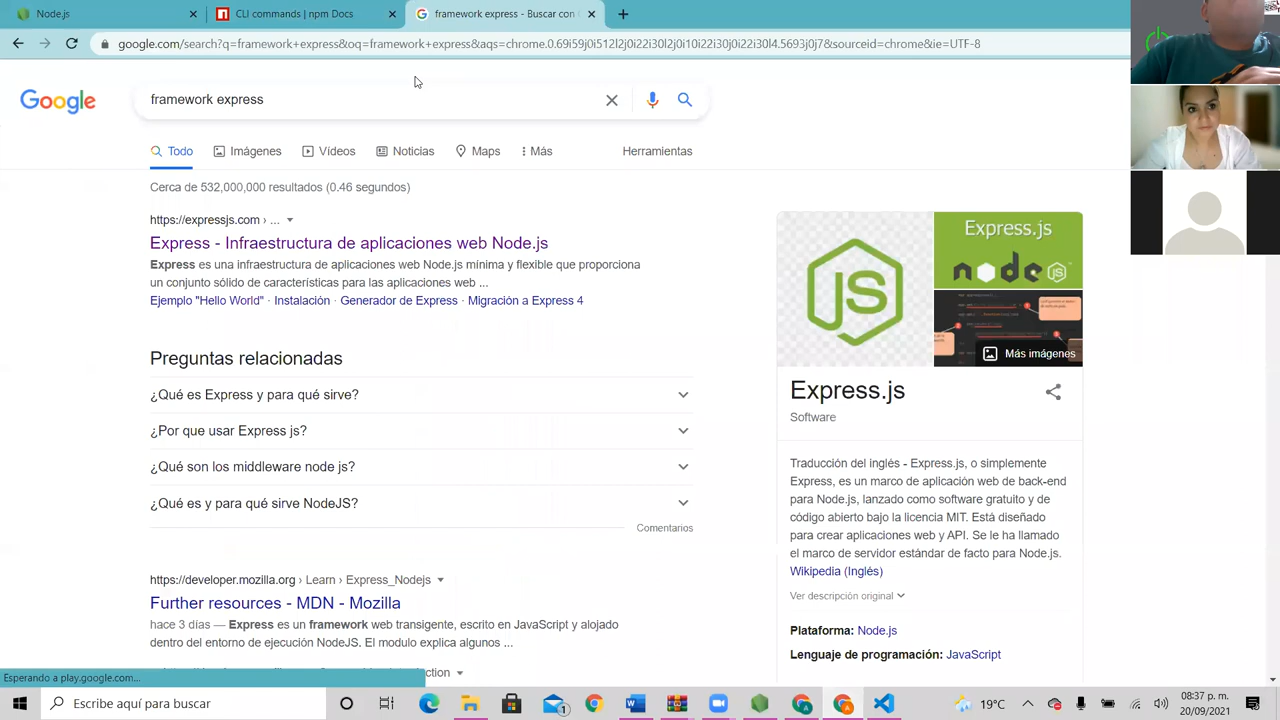 Node.js
CLI commands | npm Docs
framework express - Buscar con
google.com/search?q=framework+express&oq=framework+express&aqs=chrome.0.69i59j0i512l2j0i22i30l2j0i10i22i30j0i22i30l4.5693j0j7&sourceid=chrome&ie=UTF-8
Google
framework express
Todo
Imágenes
Vídeos
Noticias
Maps
Más
Herramientas
Cerca de 532,000,000 resultados (0.46 segundos)
https://expressjs.com › ...
Express - Infraestructura de aplicaciones web Node.js
Express es una infraestructura de aplicaciones web Node.js mínima y flexible que proporciona
un conjunto sólido de características para las aplicaciones web ...
Ejemplo "Hello World" · Instalación · Generador de Express · Migración a Express 4
Preguntas relacionadas
¿Qué es Express y para qué sirve?
¿Por que usar Express js?
¿Qué son los middleware node js?
¿Qué es y para qué sirve NodeJS?
Comentarios
https://developer.mozilla.org › Learn › Express_Nodejs
Further resources - MDN - Mozilla
hace 3 días — Express es un framework web transigente, escrito en JavaScript y alojado
dentro del entorno de ejecución NodeJS. El modulo explica algunos ...
JS
Express.js
node JS
Más imágenes
Express.js
Software
Traducción del inglés - Express.js, o simplemente
Express, es un marco de aplicación web de back-end
para Node.js, lanzado como software gratuito y de
código abierto bajo la licencia MIT. Está diseñado
para crear aplicaciones web y API. Se le ha llamado
el marco de servidor estándar de facto para Node.js.
Wikipedia (Inglés)
Ver descripción original
Plataforma: Node.js
Lenguaje de programación: JavaScript
Esperando a play.google.com...
Escribe aquí para buscar
1
19°C
08:37 p. m.
20/09/2021